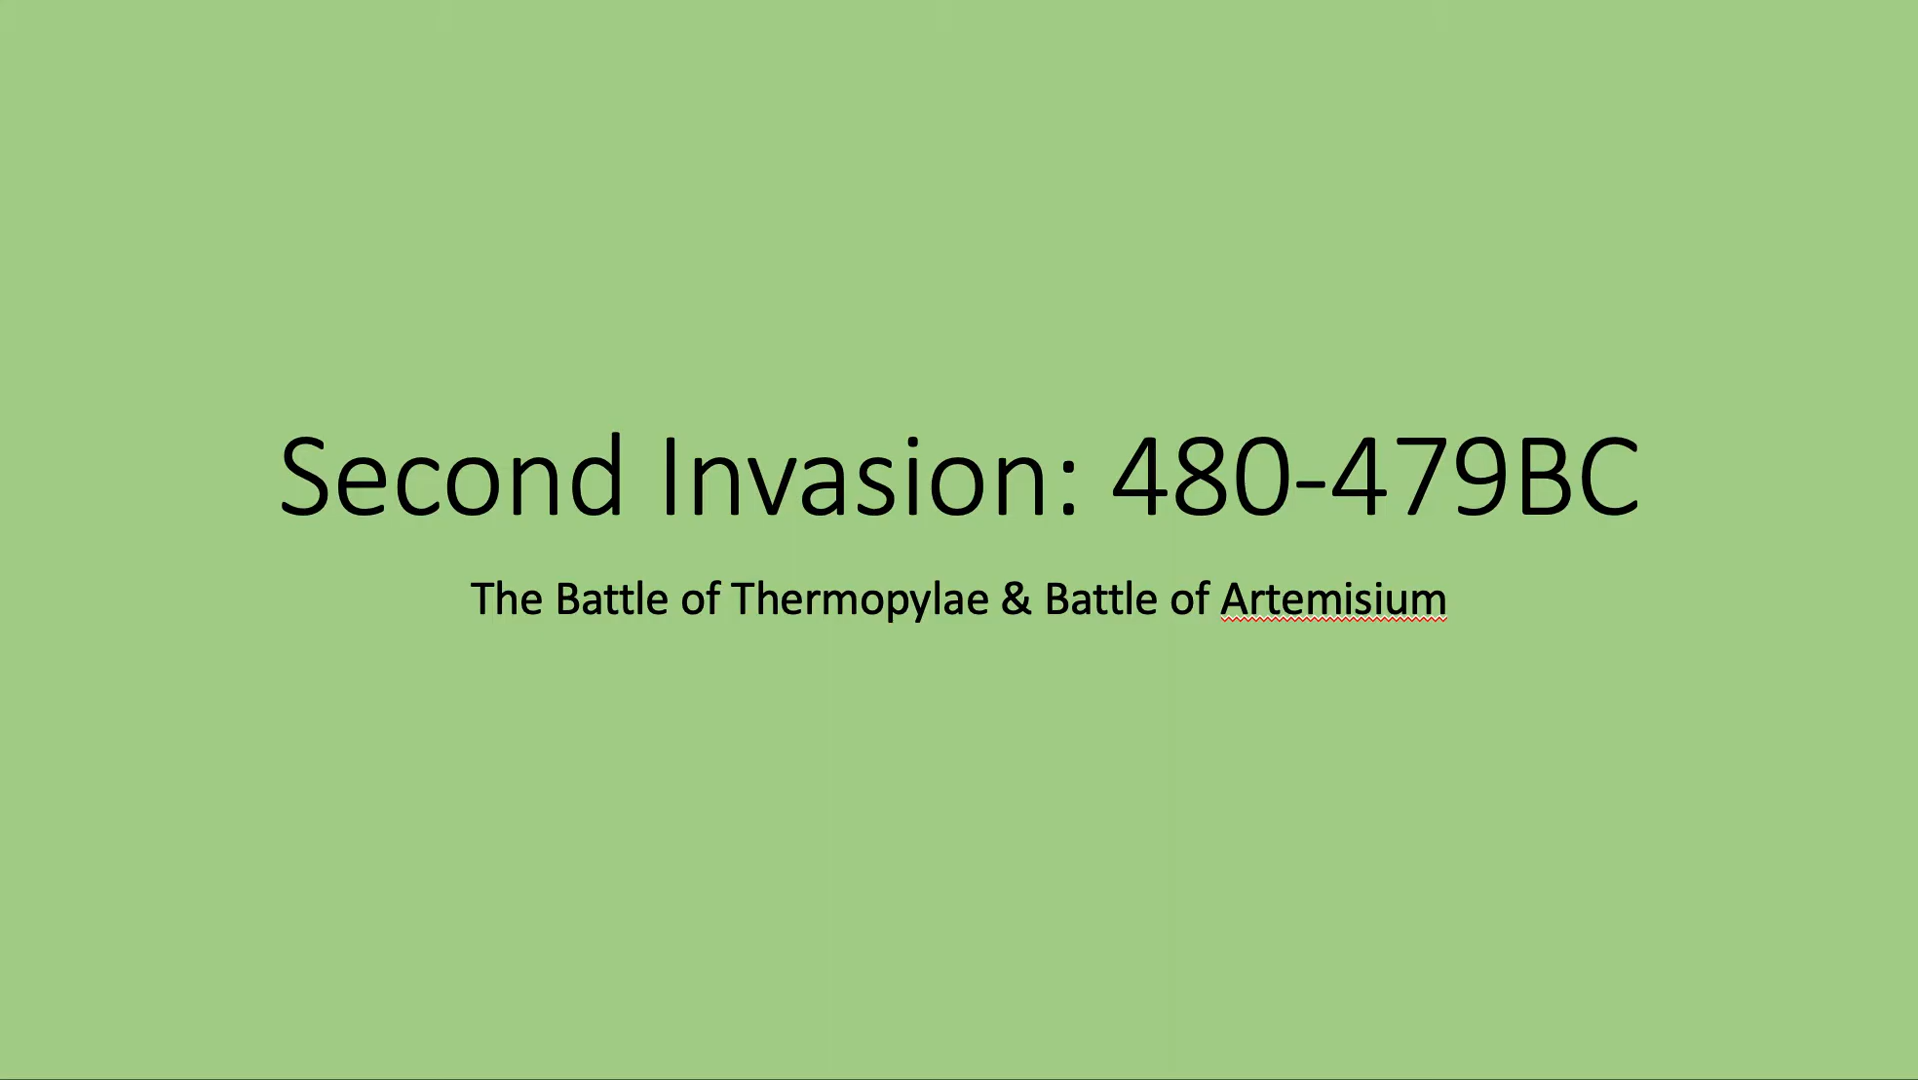 Second Invasion: 480-479BC
The Battle of Thermopylae & Battle of Artemisium